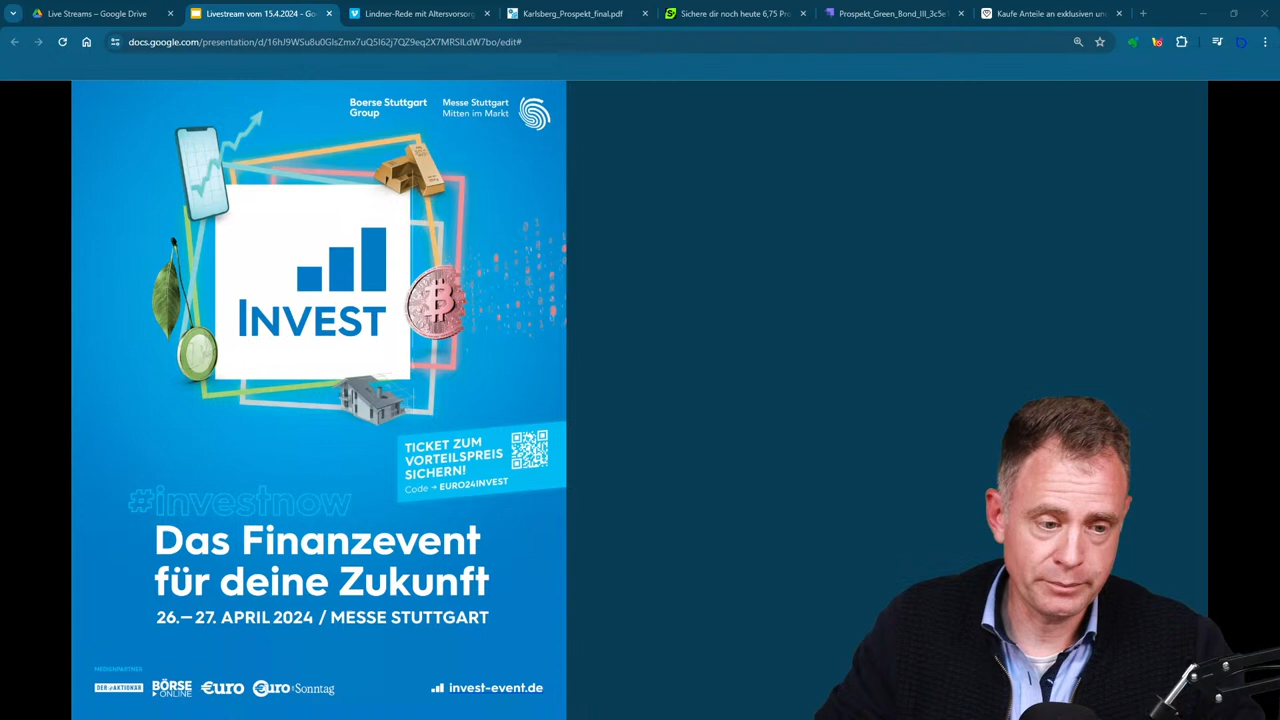 Live Streams – Google Drive
Livestream vom 15.4.2024 - Go
Lindner-Rede mit Altersvorsorg
Karlsberg_Prospekt_final.pdf
Sichere dir noch heute 6,75 Pro
Prospekt_Green_Bond_III_3c5e
Kaufe Anteile an exklusiven un
docs.google.com/presentation/d/16hJ9WSu8u0GIsZmx7uQ5I62j7QZ9eq2X7MRSlLdW7bo/edit#
Boerse Stuttgart
Group
Messe Stuttgart
Mitten im Markt
INVEST
TICKET ZUM
VORTEILSPREIS
SICHERN!
Code → EURO24INVEST
#investnow
Das Finanzevent
für deine Zukunft
26.– 27. APRIL 2024 / MESSE STUTTGART
MEDIENPARTNER
DER AKTIONÄR
BÖRSE
ONLINE
€uro
€uro am Sonntag
invest-event.de